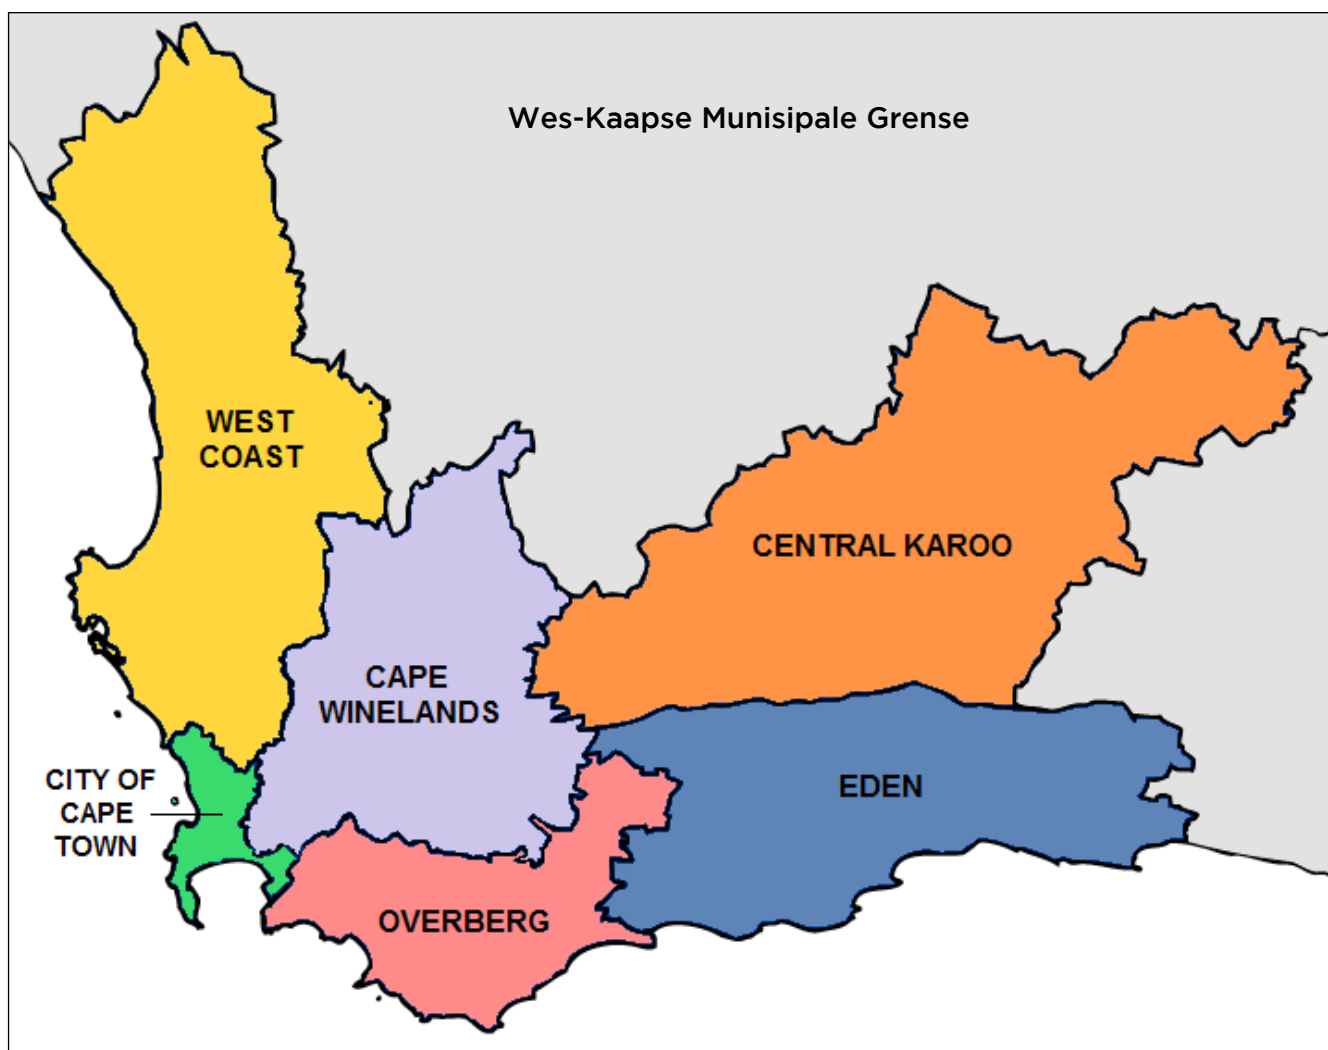 Wes-Kaapse Munisipale Grense
WEST
COAST
CENTRAL KAROO
CAPE
WINELANDS
CITY OF
CAPE
TOWN
EDEN
OVERBERG